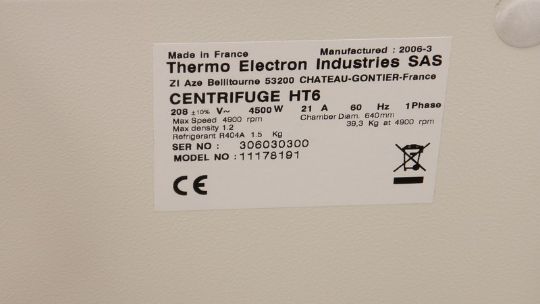 Made in France Manufactured : 2006-3
Thermo Electron Industries SAS
ZI Aze Bellitourne 53200 CHATEAU-GONTIER-France
CENTRIFUGE HT6
208 ±10% V~ 4500 W 21 A 60 Hz 1 Phase
Max Speed 4900 rpm Chamber Diam. 640mm
Max density 1.2 39,3 Kg at 4900 rpm
Refrigerant R404A 1.5 Kg
SER NO : 306030300
MODEL NO : 11178191
CE